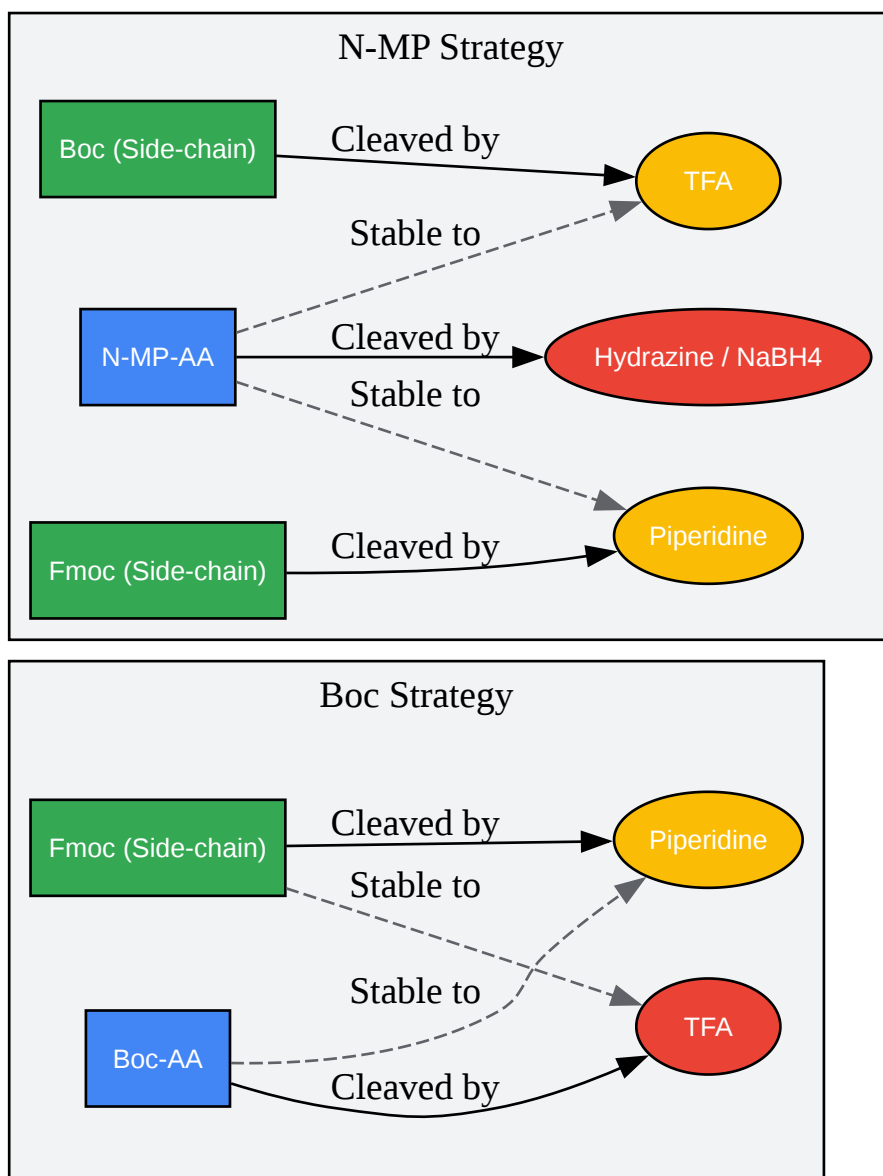 N-MP Strategy
Boc (Side-chain)
Cleaved by
TFA
Stable to
N-MP-AA
Cleaved by
Hydrazine / NaBH4
Stable to
Fmoc (Side-chain)
Cleaved by
Piperidine
Boc Strategy
Fmoc (Side-chain)
Cleaved by
Piperidine
Stable to
Stable to
TFA
Boc-AA
Cleaved by